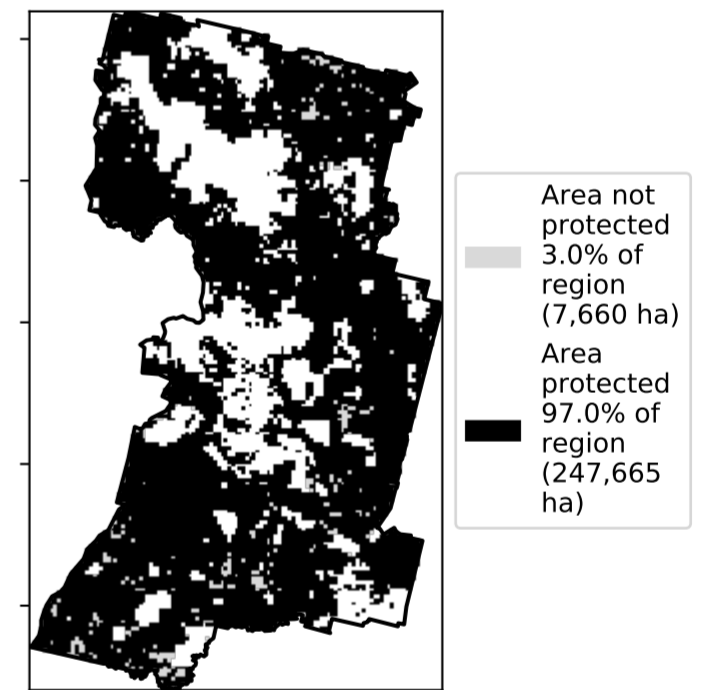 Area not
protected
3.0% of
region
(7,660 ha)
Area
protected
97.0% of
region
(247,665
ha)